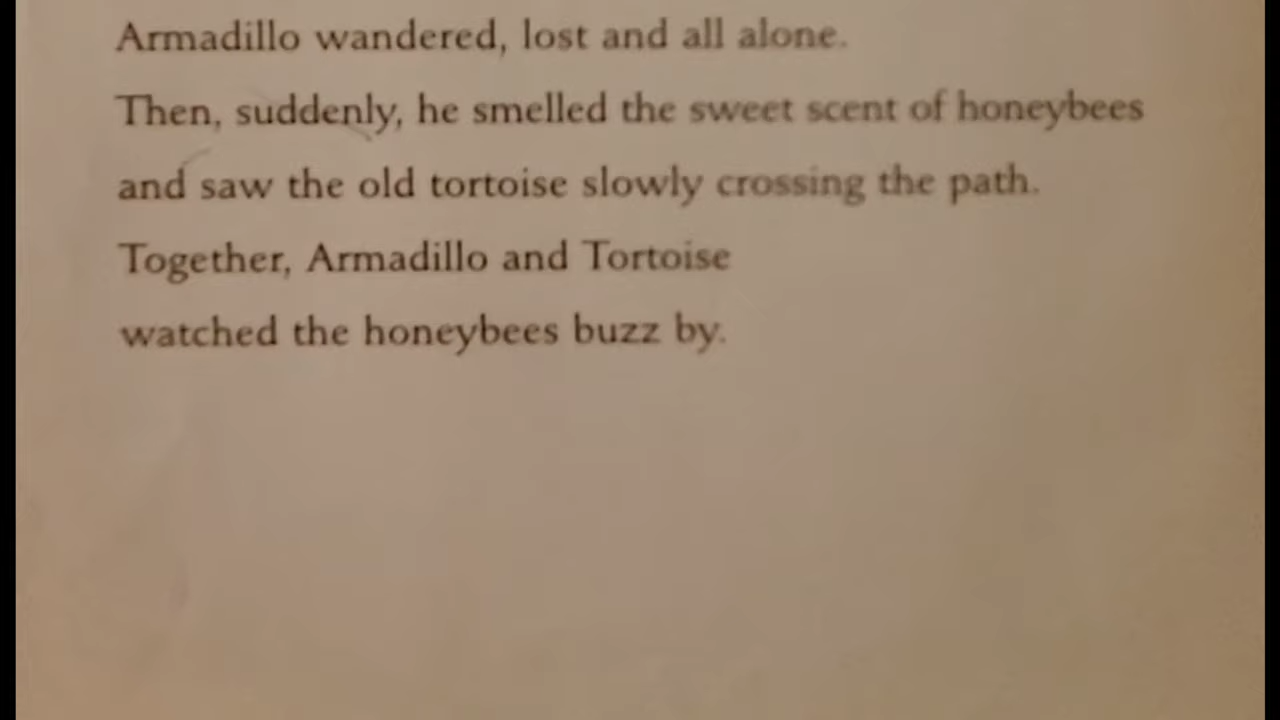 Armadillo wandered, lost and all alone.
Then, suddenly, he smelled the sweet scent of honeybees
and saw the old tortoise slowly crossing the path.
Together, Armadillo and Tortoise
watched the honeybees buzz by.